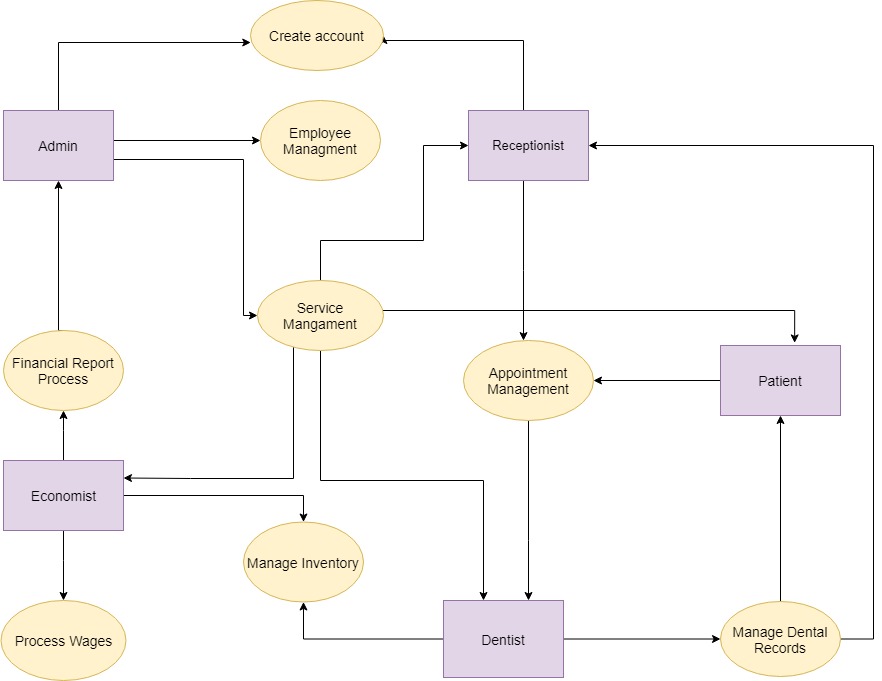 Create account
Admin
Employee
Managment
Receptionist
Service
Mangament
Financial Report
Process
Appointment
Management
Patient
Economist
Manage Inventory
Process Wages
Dentist
Manage Dental
Records